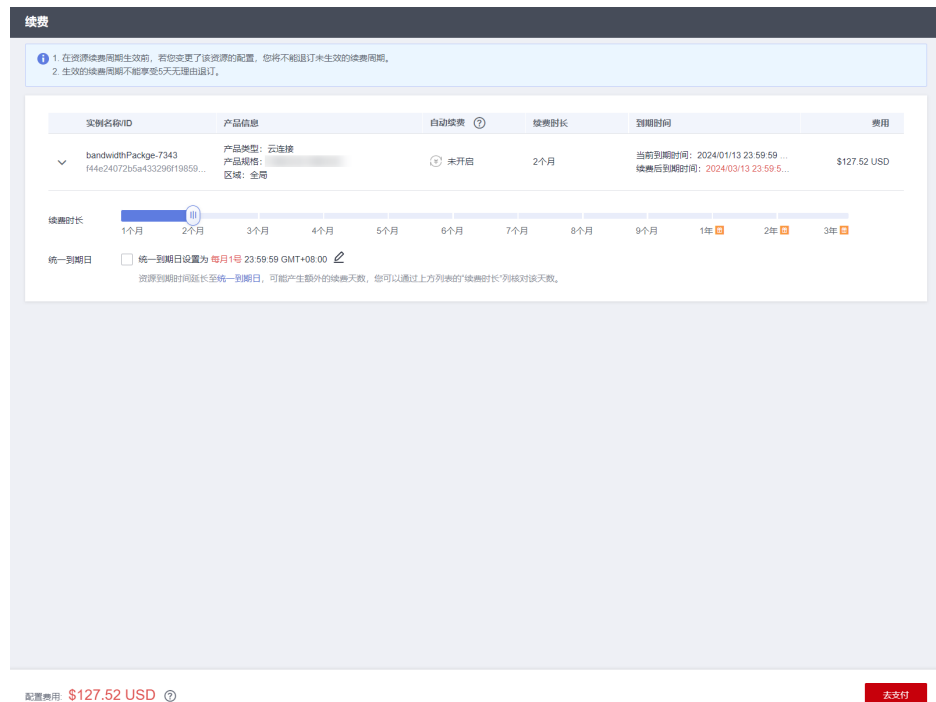 续费
1. 在资源续费周期生效前，若您变更了该资源的配置，您将不能退订未生效的续费周期。
2. 生效的续费周期不能享受5天无理由退订。
实例名称/ID 产品信息 自动续费 续费时长 到期时间 费用
bandwidthPackge-7343
f44e24072b5a433296f19859...
产品类型：云连接
产品规格：
区域：全局
未开启
2个月
当前到期时间：2024/01/13 23:59:59 ...
续费后到期时间：2024/03/13 23:59:5...
$127.52 USD
续费时长
1个月 2个月 3个月 4个月 5个月 6个月 7个月 8个月 9个月 1年 2年 3年
统一到期日 统一到期日设置为 每月1号 23:59:59 GMT+08:00
资源到期时间延长至统一到期日，可能产生额外的续费天数，您可以通过上方列表的“续费时长”列核对该天数。
配置费用: $127.52 USD
去支付